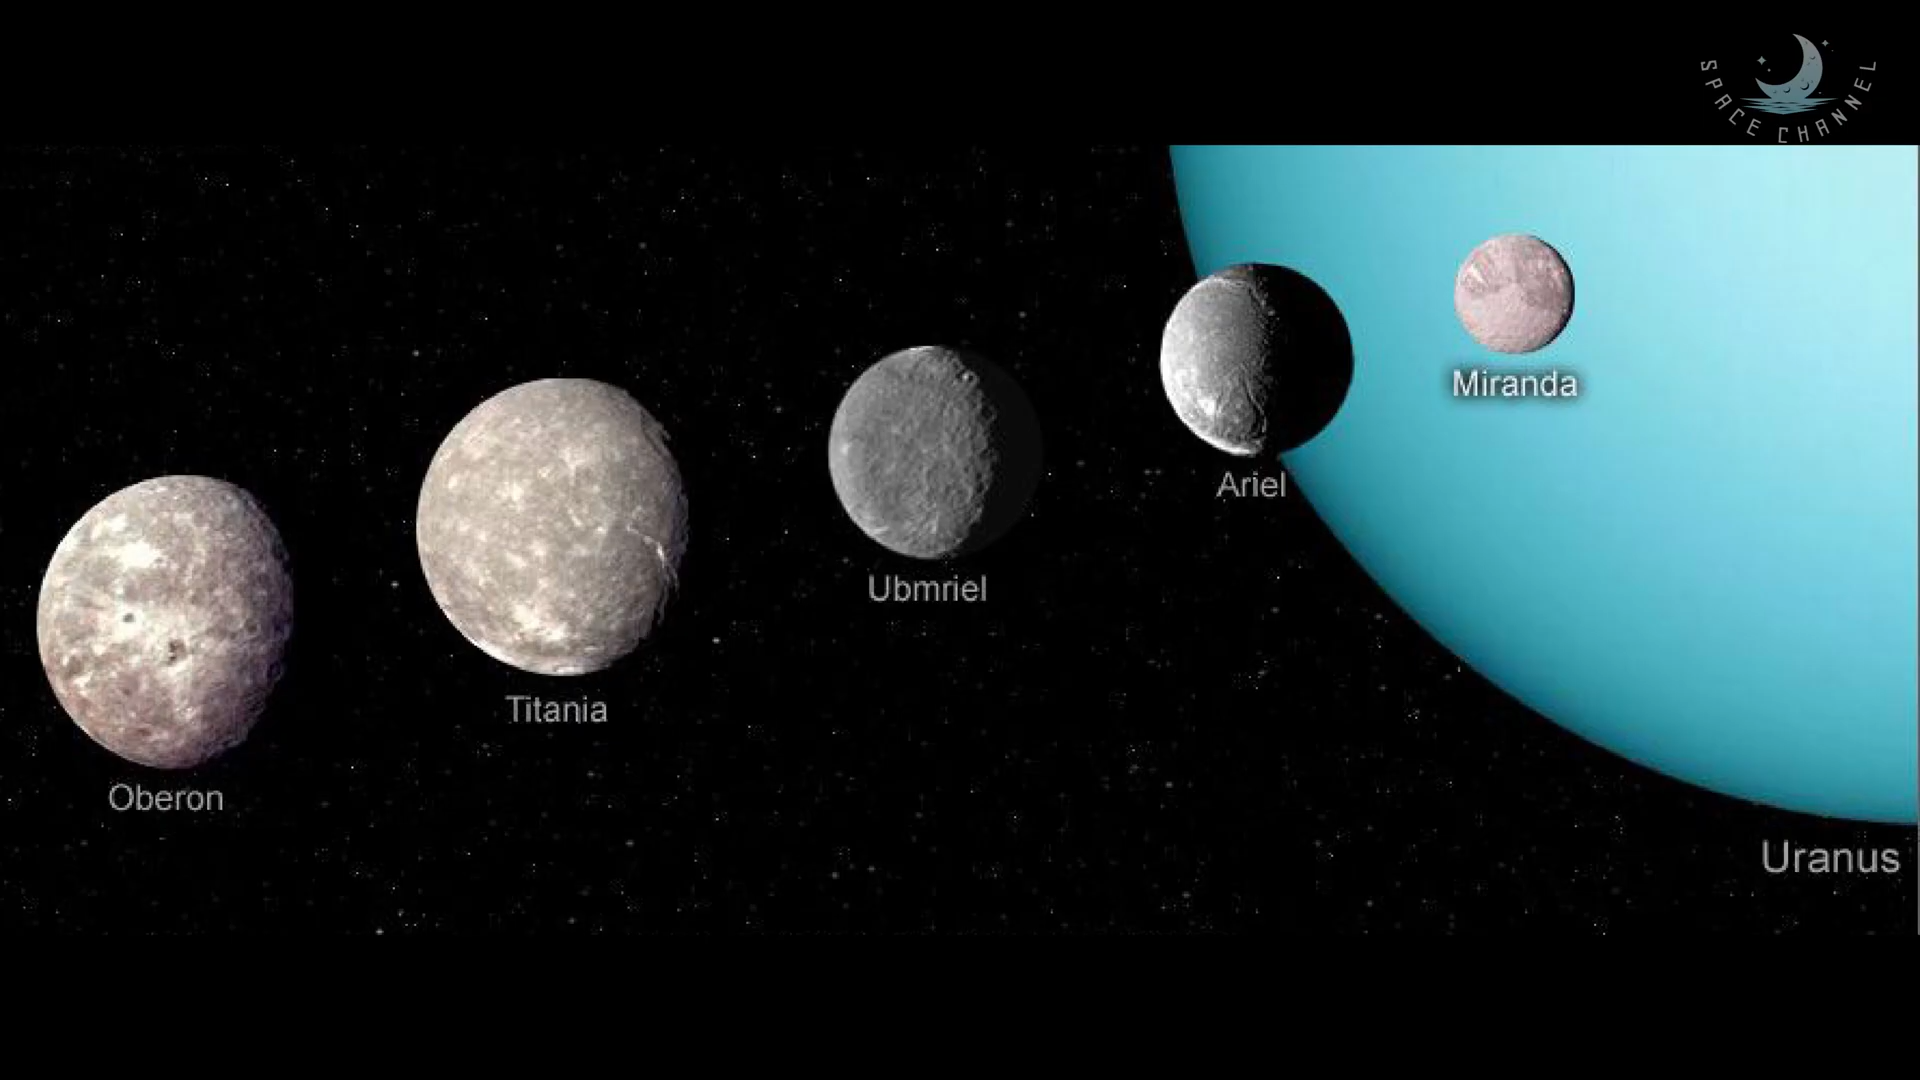 SPACE CHANNEL
Miranda
Ariel
Ubmriel
Titania
Oberon
Uranus